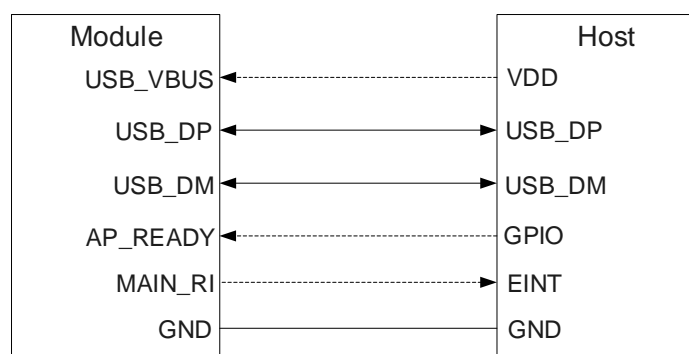 Module Host
USB_VBUS VDD
USB_DP USB_DP
USB_DM USB_DM
AP_READY GPIO
MAIN_RI EINT
GND GND